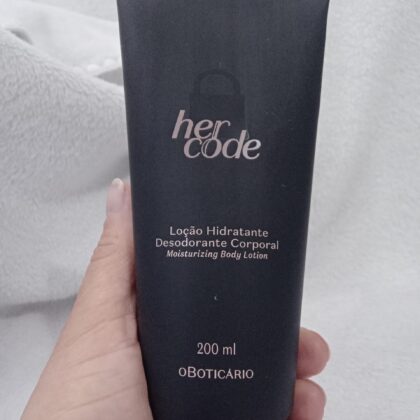 her
code
Loção Hidratante
Desodorante Corporal
Moisturizing Body Lotion
200 ml
oBOTICÁRIO